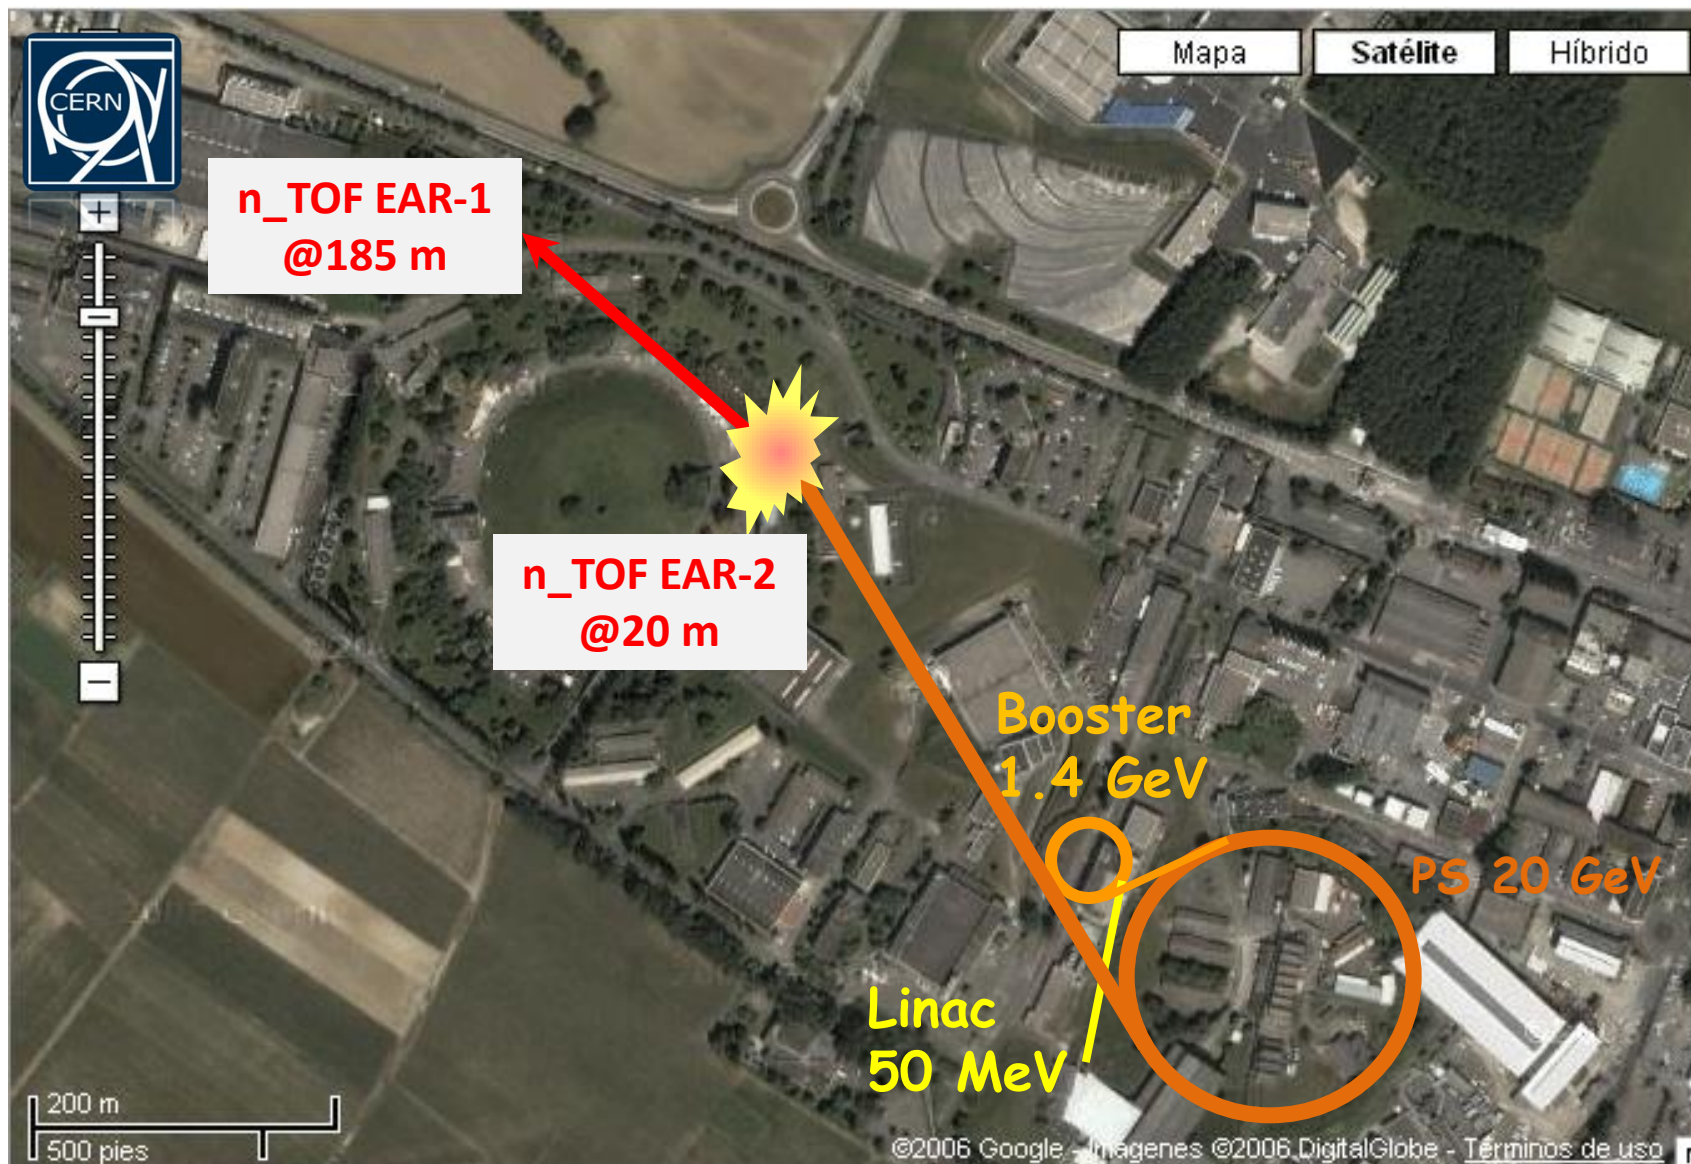 CERN
Mapa
Satélite
Híbrido
+
n_TOF EAR-1
@185 m
−
n_TOF EAR-2
@20 m
Booster
1.4 GeV
PS 20 GeV
Linac
50 MeV
200 m
500 pies
©2006 Google - Imágenes ©2006 DigitalGlobe - Términos de uso